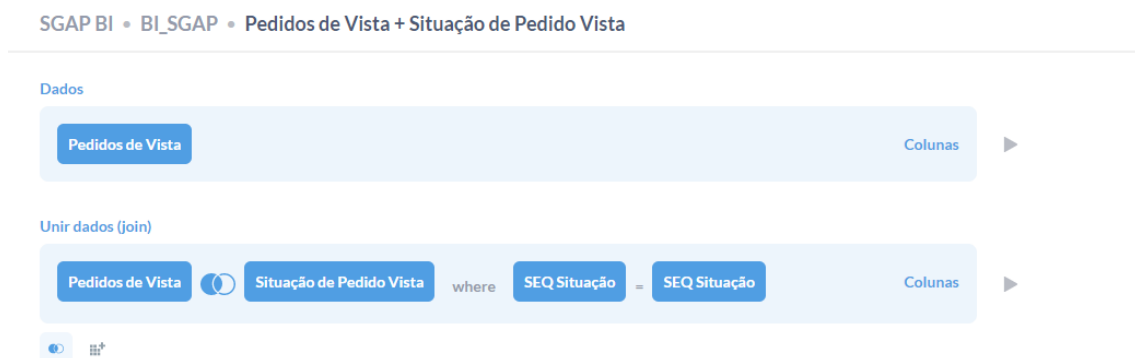 SGAP BI • BI_SGAP • Pedidos de Vista + Situação de Pedido Vista
Dados
Pedidos de Vista Colunas
Unir dados (join)
Pedidos de Vista Situação de Pedido Vista where SEQ Situação = SEQ Situação Colunas